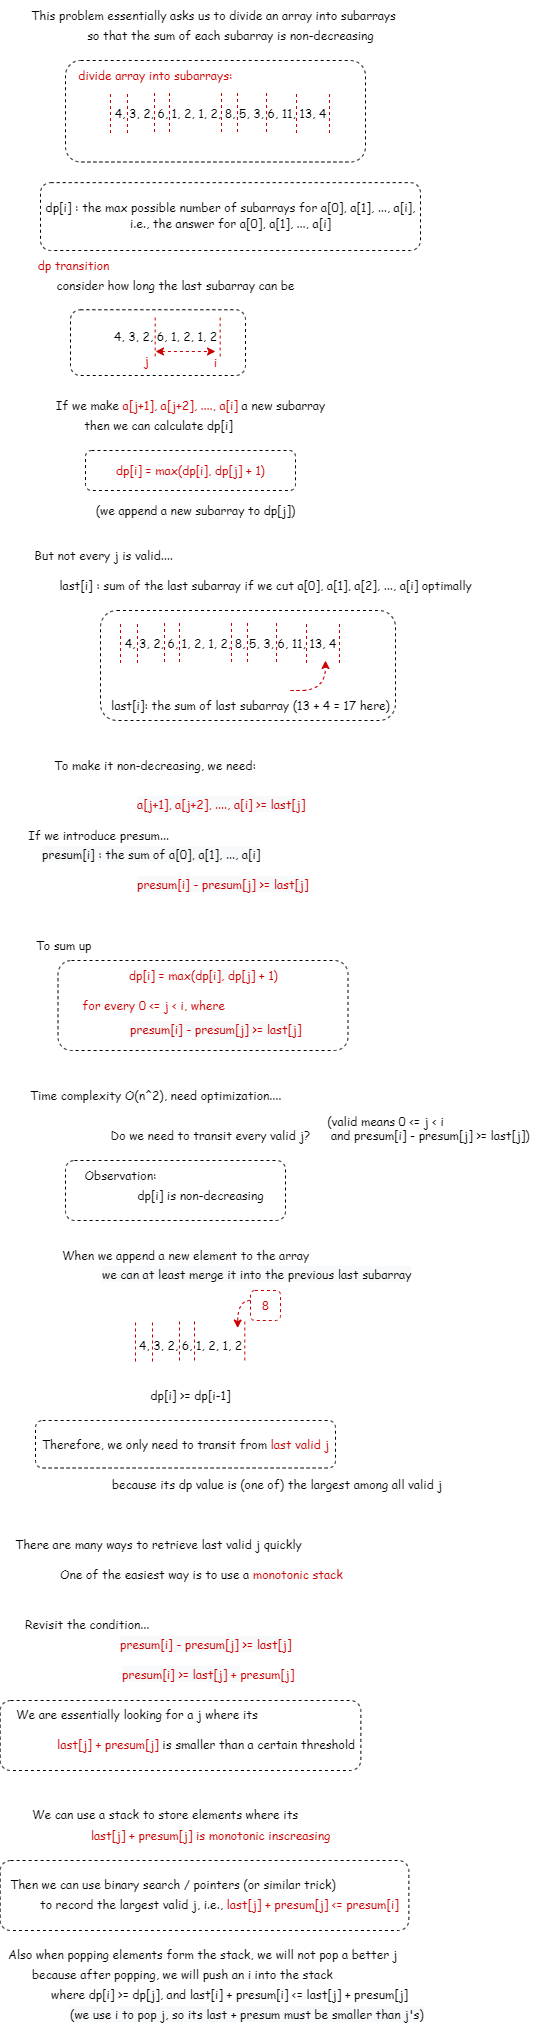 This problem essentially asks us to divide an array into subarrays
so that the sum of each subarray is non-decreasing
divide array into subarrays:
4, 3, 2, 6, 1, 2, 1, 2, 8, 5, 3, 6, 11, 13, 4
dp[i] : the max possible number of subarrays for a[0], a[1], ..., a[i],
i.e., the answer for a[0], a[1], ..., a[i]
dp transition
consider how long the last subarray can be
4, 3, 2, 6, 1, 2, 1, 2
j i
If we make a[j+1], a[j+2], ...., a[i] a new subarray
then we can calculate dp[i]
dp[i] = max(dp[i], dp[j] + 1)
(we append a new subarray to dp[j])
But not every j is valid....
last[i] : sum of the last subarray if we cut a[0], a[1], a[2], ..., a[i] optimally
4, 3, 2, 6, 1, 2, 1, 2, 8, 5, 3, 6, 11, 13, 4
last[i]: the sum of last subarray (13 + 4 = 17 here)
To make it non-decreasing, we need:
a[j+1], a[j+2], ...., a[i] >= last[j]
If we introduce presum...
presum[i] : the sum of a[0], a[1], ..., a[i]
presum[i] - presum[j] >= last[j]
To sum up
dp[i] = max(dp[i], dp[j] + 1)
for every 0 <= j < i, where
presum[i] - presum[j] >= last[j]
Time complexity O(n^2), need optimization....
(valid means 0 <= j < i
Do we need to transit every valid j? and presum[i] - presum[j] >= last[j])
Observation:
dp[i] is non-decreasing
When we append a new element to the array
we can at least merge it into the previous last subarray
8
4, 3, 2, 6, 1, 2, 1, 2
dp[i] >= dp[i-1]
Therefore, we only need to transit from last valid j
because its dp value is (one of) the largest among all valid j
There are many ways to retrieve last valid j quickly
One of the easiest way is to use a monotonic stack
Revisit the condition...
presum[i] - presum[j] >= last[j]
presum[i] >= last[j] + presum[j]
We are essentially looking for a j where its
last[j] + presum[j] is smaller than a certain threshold
We can use a stack to store elements where its
last[j] + presum[j] is monotonic inscreasing
Then we can use binary search / pointers (or similar trick)
to record the largest valid j, i.e., last[j] + presum[j] <= presum[i]
Also when popping elements form the stack, we will not pop a better j
because after popping, we will push an i into the stack
where dp[i] >= dp[j], and last[i] + presum[i] <= last[j] + presum[j]
(we use i to pop j, so its last + presum must be smaller than j's)